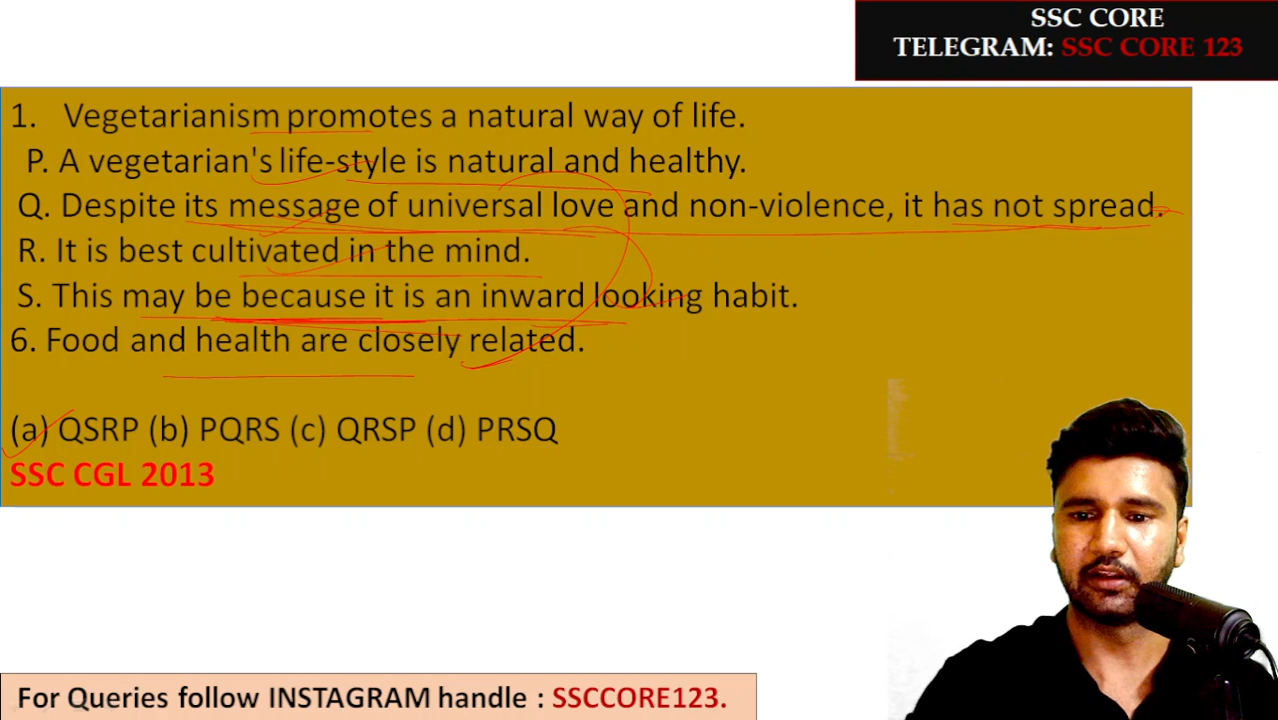 SSC CORE
TELEGRAM: SSC CORE 123
1. Vegetarianism promotes a natural way of life.
P. A vegetarian's life-style is natural and healthy.
Q. Despite its message of universal love and non-violence, it has not spread.
R. It is best cultivated in the mind.
S. This may be because it is an inward looking habit.
6. Food and health are closely related.
(a) QSRP (b) PQRS (c) QRSP (d) PRSQ
SSC CGL 2013
For Queries follow INSTAGRAM handle : SSCCORE123.